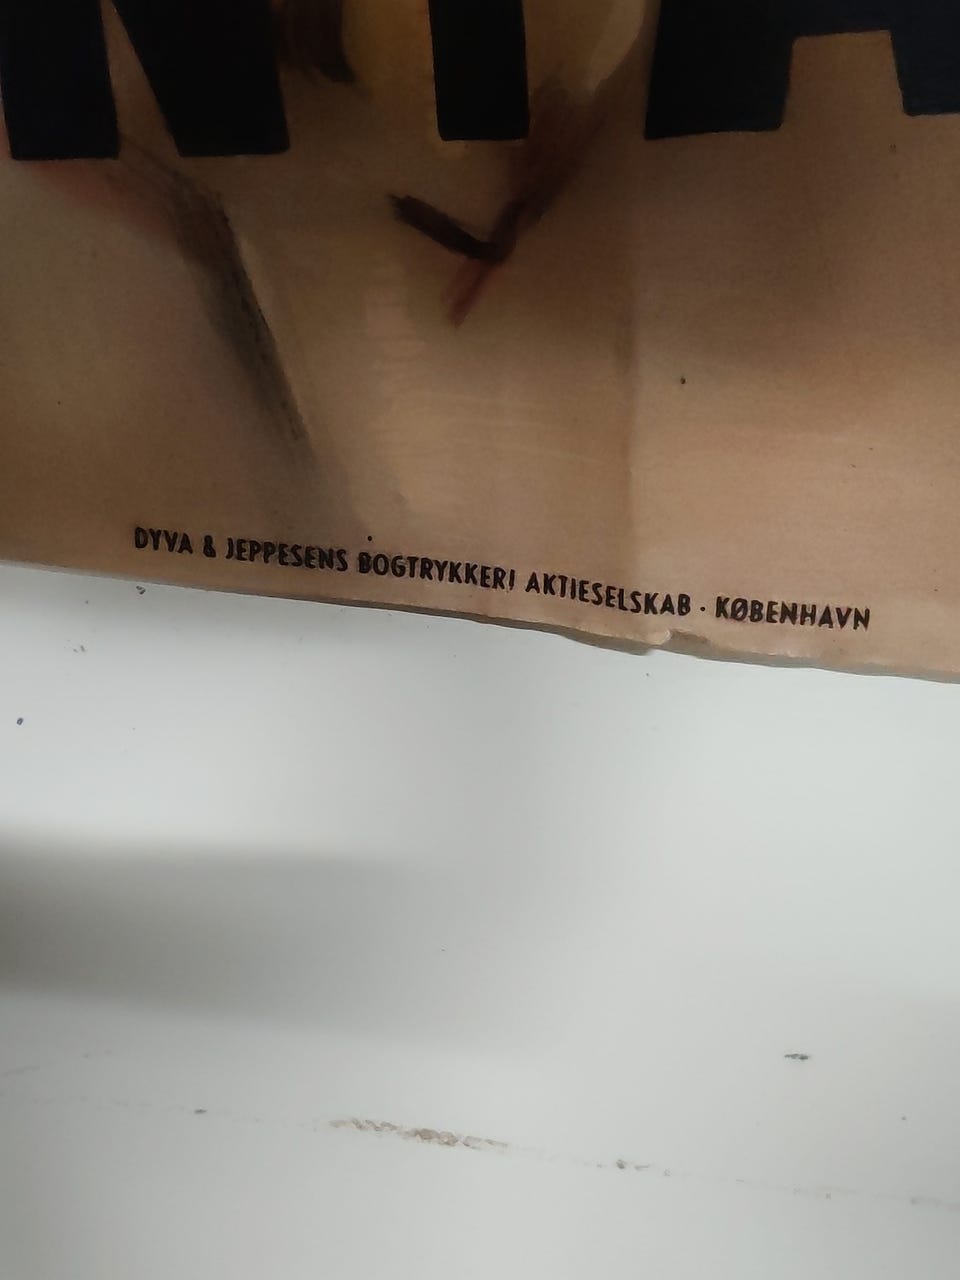 DYVA & JEPPESENS BOGTRYKKERI AKTIESELSKAB · KØBENHAVN